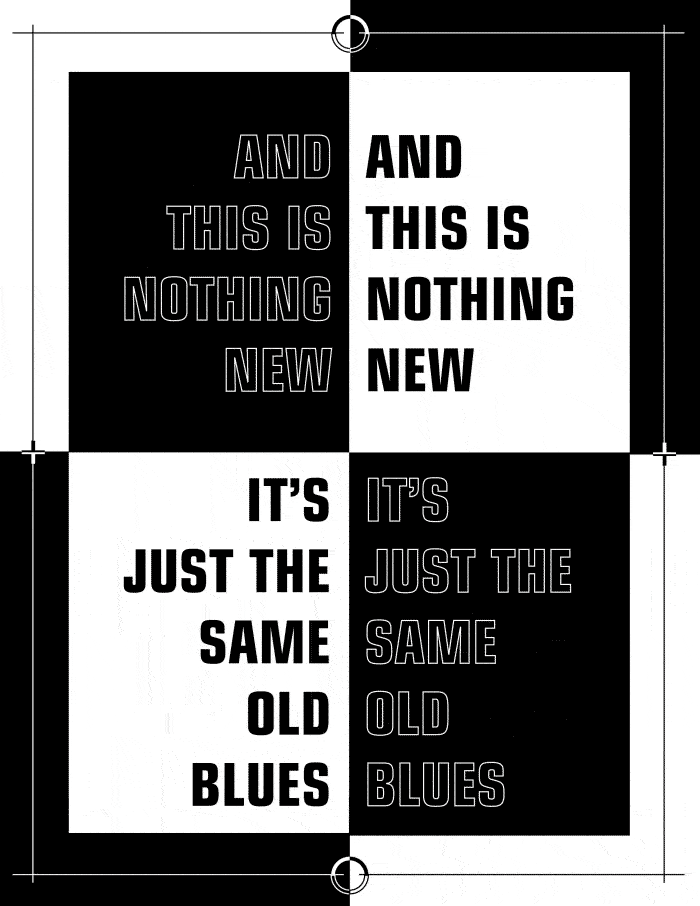 AND
THIS IS
NOTHING
NEW
AND
THIS IS
NOTHING
NEW
IT'S
JUST THE
SAME
OLD
BLUES
IT'S
JUST THE
SAME
OLD
BLUES